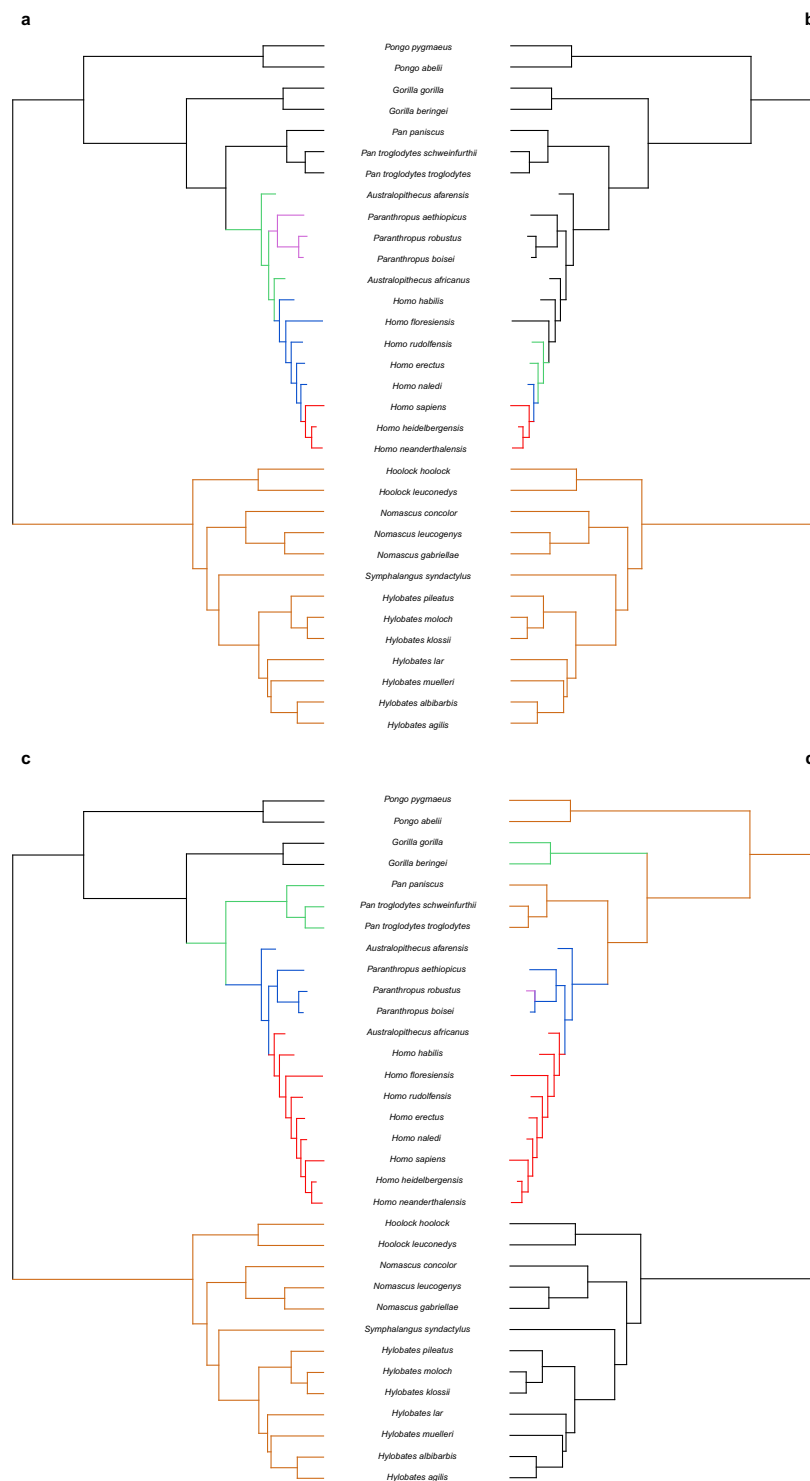 a b
Pongo pygmaeus
Pongo abelii
Gorilla gorilla
Gorilla beringei
Pan paniscus
Pan troglodytes schweinfurthii
Pan troglodytes troglodytes
Australopithecus afarensis
Paranthropus aethiopicus
Paranthropus robustus
Paranthropus boisei
Australopithecus africanus
Homo habilis
Homo floresiensis
Homo rudolfensis
Homo erectus
Homo naledi
Homo sapiens
Homo heidelbergensis
Homo neanderthalensis
Hoolock hoolock
Hoolock leuconedys
Nomascus concolor
Nomascus leucogenys
Nomascus gabriellae
Symphalangus syndactylus
Hylobates pileatus
Hylobates moloch
Hylobates klossii
Hylobates lar
Hylobates muelleri
Hylobates albibarbis
Hylobates agilis
c d
Pongo pygmaeus
Pongo abelii
Gorilla gorilla
Gorilla beringei
Pan paniscus
Pan troglodytes schweinfurthii
Pan troglodytes troglodytes
Australopithecus afarensis
Paranthropus aethiopicus
Paranthropus robustus
Paranthropus boisei
Australopithecus africanus
Homo habilis
Homo floresiensis
Homo rudolfensis
Homo erectus
Homo naledi
Homo sapiens
Homo heidelbergensis
Homo neanderthalensis
Hoolock hoolock
Hoolock leuconedys
Nomascus concolor
Nomascus leucogenys
Nomascus gabriellae
Symphalangus syndactylus
Hylobates pileatus
Hylobates moloch
Hylobates klossii
Hylobates lar
Hylobates muelleri
Hylobates albibarbis
Hylobates agilis